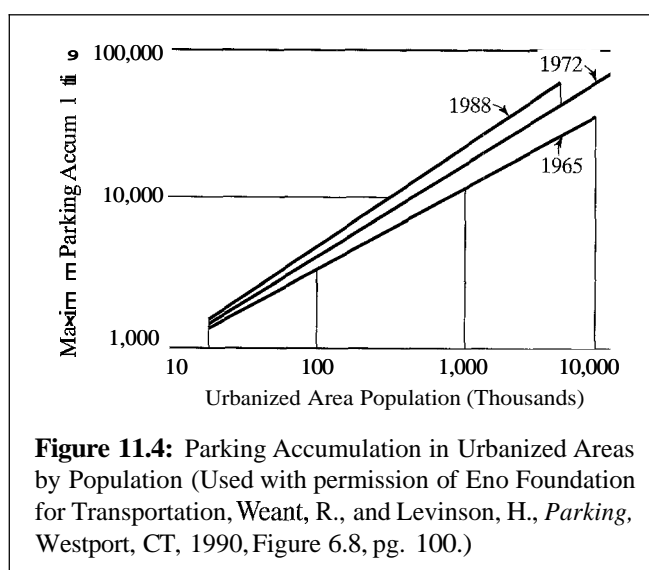 100,000
1972
1988
1965
10,000
Parking
1,000
10 100 1,000 10,000
Urbanized Area Population (Thousands)
Figure 11.4: Parking Accumulation in Urbanized Areas
by Population (Used with permission of Eno Foundation
for Transportation, Weant, R., and Levinson, H., Parking,
Westport, CT, 1990, Figure 6.8, pg. 100.)